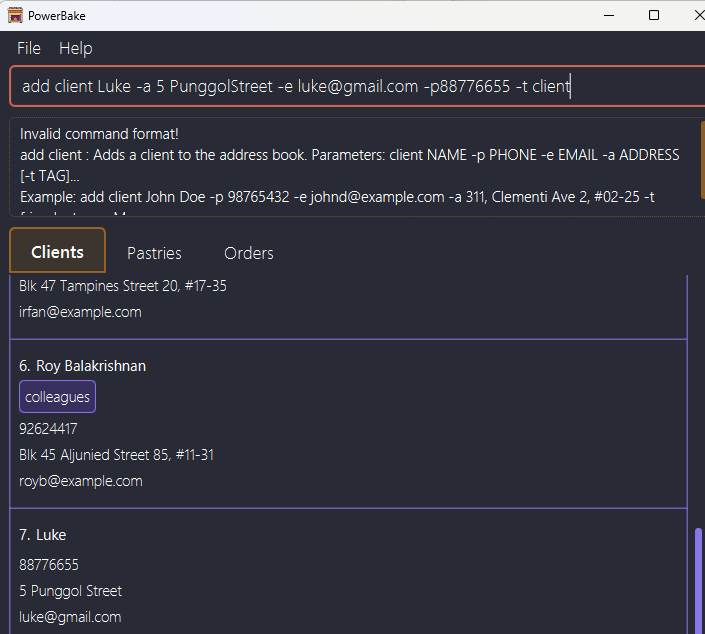 PowerBake
File Help
add client Luke -a 5 PunggolStreet -e luke@gmail.com -p88776655 -t client
Invalid command format!
add client : Adds a client to the address book. Parameters: client NAME -p PHONE -e EMAIL -a ADDRESS
[-t TAG]...
Example: add client John Doe -p 98765432 -e johnd@example.com -a 311, Clementi Ave 2, #02-25 -t
Clients Pastries Orders
Blk 47 Tampines Street 20, #17-35
irfan@example.com
6. Roy Balakrishnan
colleagues
92624417
Blk 45 Aljunied Street 85, #11-31
royb@example.com
7. Luke
88776655
5 Punggol Street
luke@gmail.com